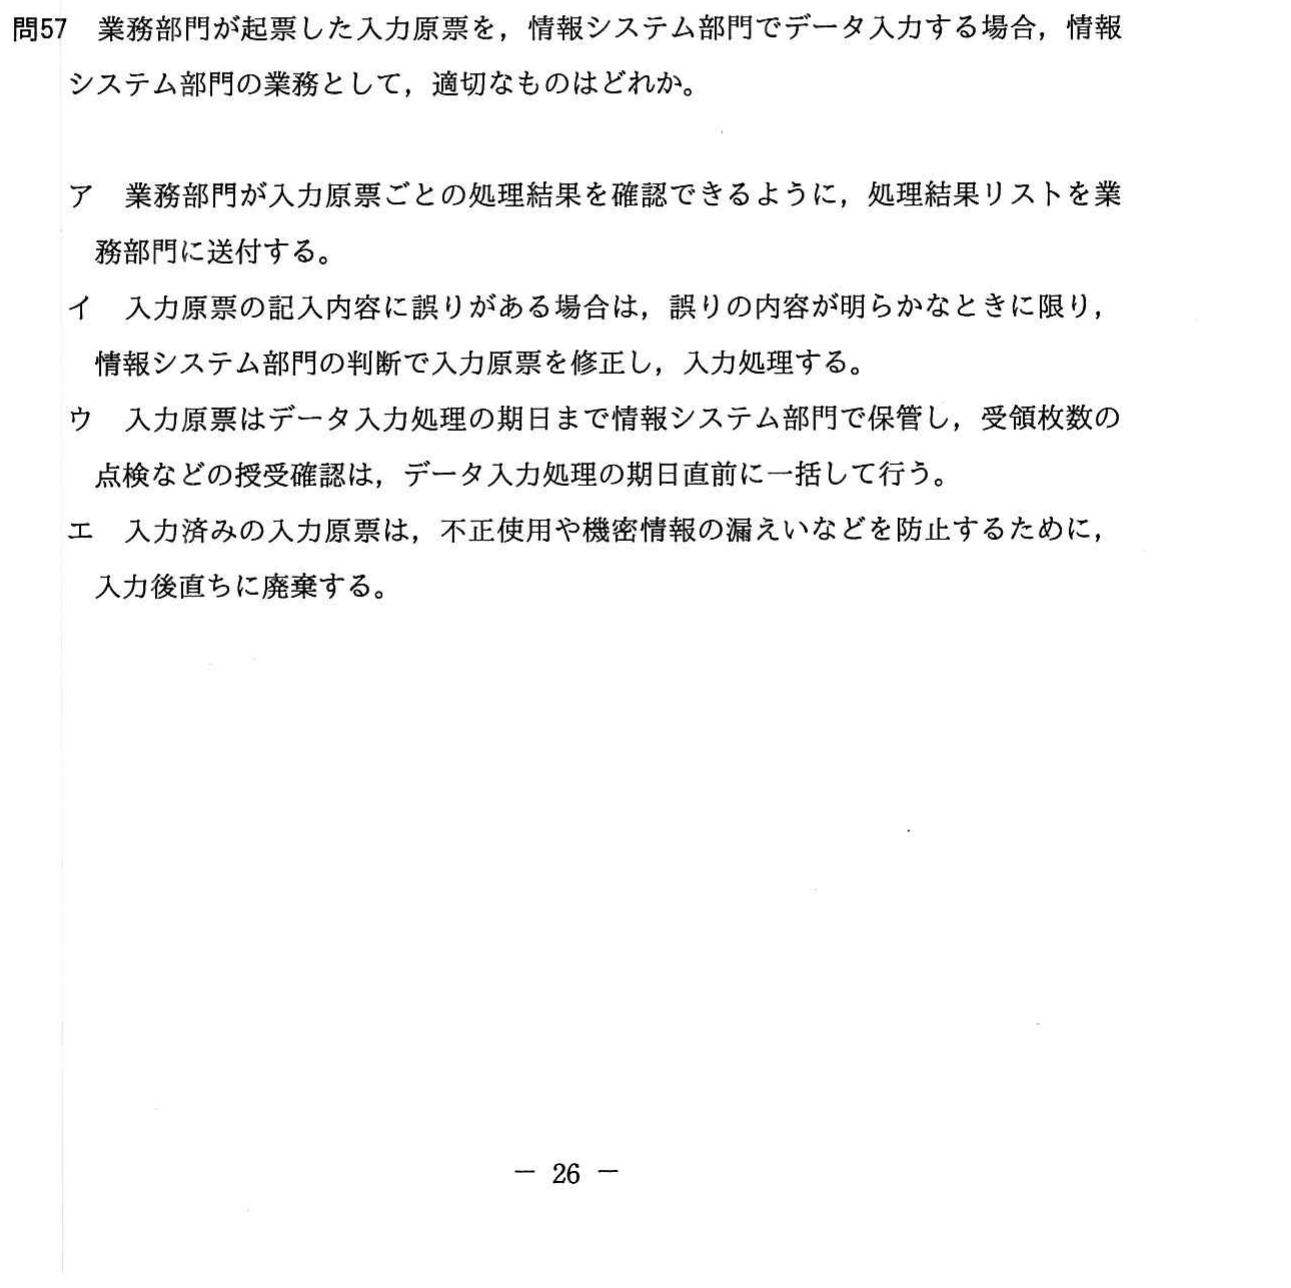 問57　業務部門が起票した入力原票を，情報システム部門でデータ入力する場合，情報
システム部門の業務として，適切なものはどれか。
ア　業務部門が入力原票ごとの処理結果を確認できるように，処理結果リストを業
務部門に送付する。
イ　入力原票の記入内容に誤りがある場合は，誤りの内容が明らかなときに限り，
情報システム部門の判断で入力原票を修正し，入力処理する。
ウ　入力原票はデータ入力処理の期日まで情報システム部門で保管し，受領枚数の
点検などの授受確認は，データ入力処理の期日直前に一括して行う。
エ　入力済みの入力原票は，不正使用や機密情報の漏えいなどを防止するために，
入力後直ちに廃棄する。
－ 26 －